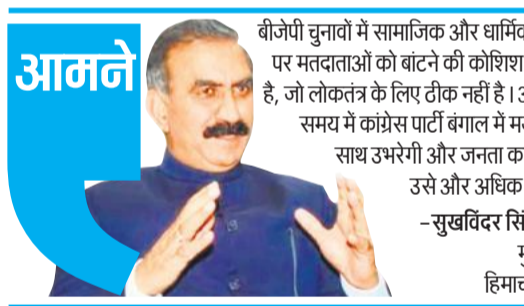 आमने
बीजेपी चुनावों में सामाजिक और धार्मिक
पर मतदाताओं को बांटने की कोशिश
है, जो लोकतंत्र के लिए ठीक नहीं है।
समय में कांग्रेस पार्टी बंगाल में
साथ उभरेगी और जनता का
उसे और अधिक
–सुखविंदर सिं
हिमाच